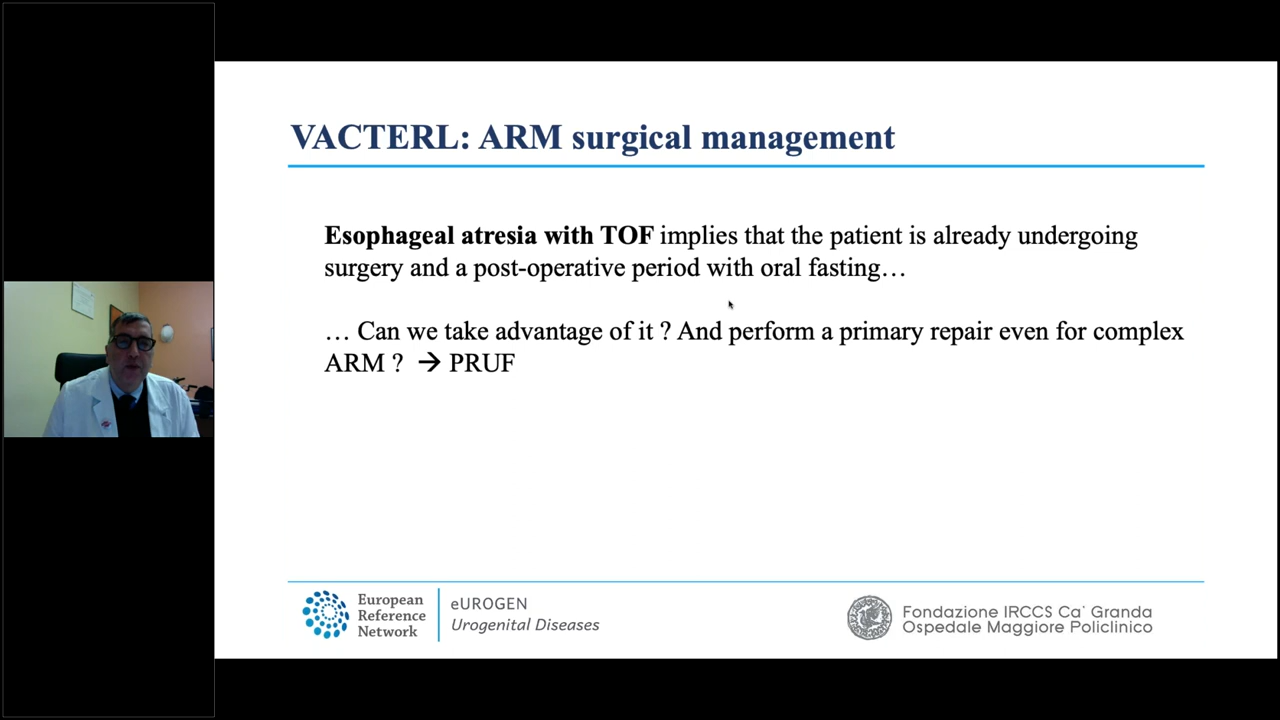 VACTERL: ARM surgical management
Esophageal atresia with TOF implies that the patient is already undergoing
surgery and a post-operative period with oral fasting…
… Can we take advantage of it ? And perform a primary repair even for complex
ARM ? → PRUF
European
Reference
Network
eUROGEN
Urogenital Diseases
Fondazione IRCCS Ca' Granda
Ospedale Maggiore Policlinico